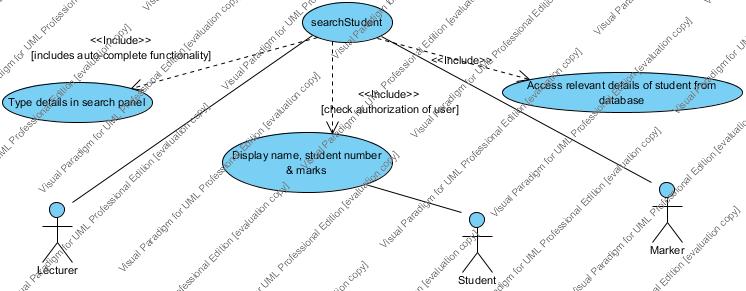 searchStudent
<<Include>>
[includes auto-complete functionality]
<<Include>>
Type details in search panel
<<Include>>
[check authorization of user]
Access relevant details of student from
database
Display name, student number
& marks
Lecturer
Student
Marker
Visual Paradigm for UML Professional Edition [evaluation copy]